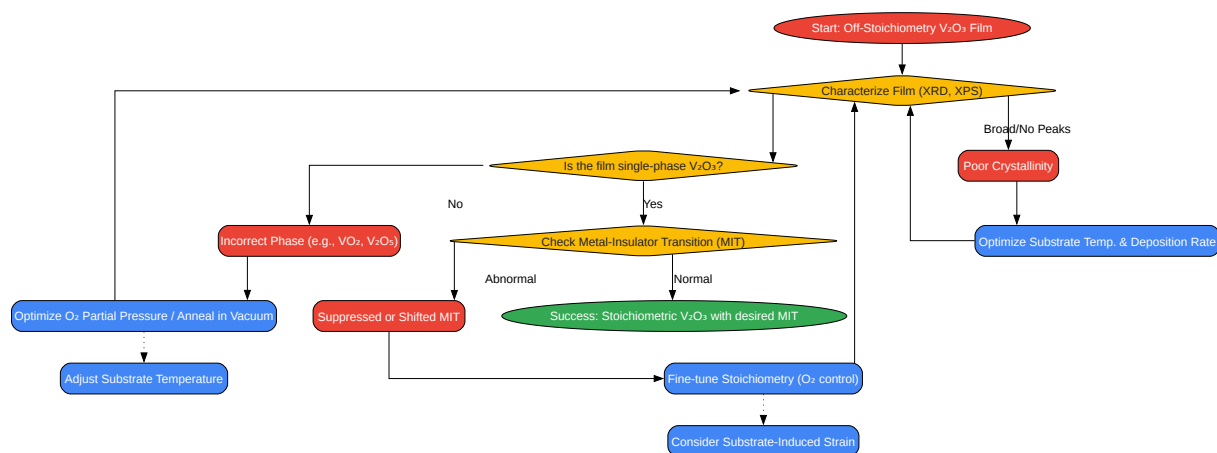 Start: Off-Stoichiometry V₂O₃ Film
Characterize Film (XRD, XPS)
Broad/No Peaks
Is the film single-phase V₂O₃?
Poor Crystallinity
No
Yes
Incorrect Phase (e.g., VO₂, V₂O₅)
Check Metal-Insulator Transition (MIT)
Optimize Substrate Temp. & Deposition Rate
Abnormal
Normal
Optimize O₂ Partial Pressure / Anneal in Vacuum
Suppressed or Shifted MIT
Success: Stoichiometric V₂O₃ with desired MIT
Adjust Substrate Temperature
Fine-tune Stoichiometry (O₂ control)
Consider Substrate-Induced Strain